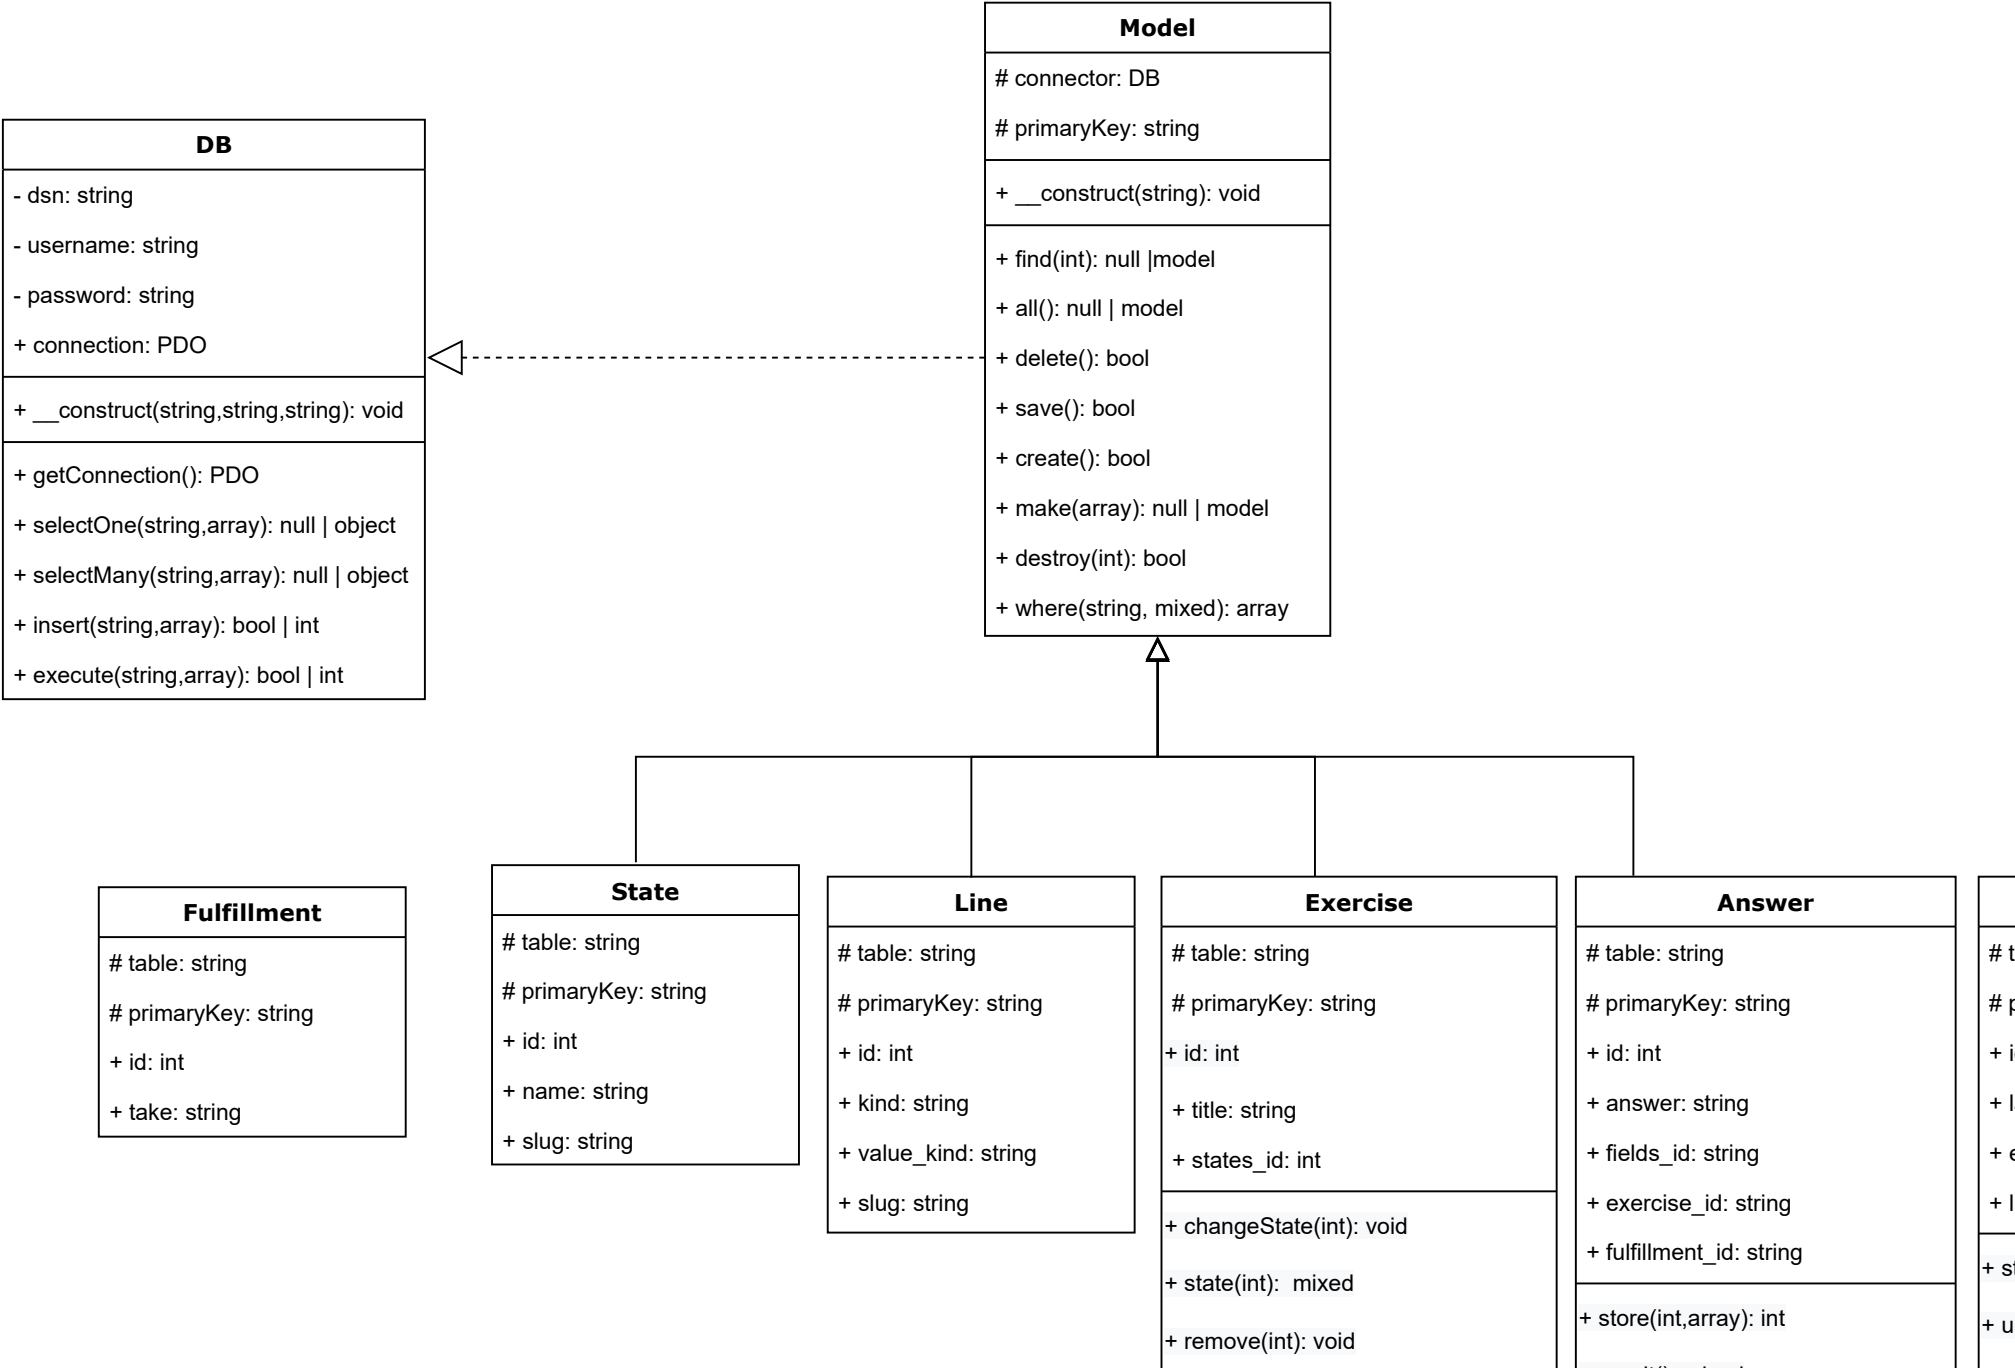 Model
# connector: DB
# primaryKey: string
+ __construct(string): void
+ find(int): null |model
+ all(): null | model
+ delete(): bool
+ save(): bool
+ create(): bool
+ make(array): null | model
+ destroy(int): bool
+ where(string, mixed): array
DB
- dsn: string
- username: string
- password: string
+ connection: PDO
+ __construct(string,string,string): void
+ getConnection(): PDO
+ selectOne(string,array): null | object
+ selectMany(string,array): null | object
+ insert(string,array): bool | int
+ execute(string,array): bool | int
Fulfillment
# table: string
# primaryKey: string
+ id: int
+ take: string
State
# table: string
# primaryKey: string
+ id: int
+ name: string
+ slug: string
Line
# table: string
# primaryKey: string
+ id: int
+ kind: string
+ value_kind: string
+ slug: string
Exercise
# table: string
# primaryKey: string
+ id: int
+ title: string
+ states_id: int
+ changeState(int): void
+ state(int):  mixed
+ remove(int): void
Answer
# table: string
# primaryKey: string
+ id: int
+ answer: string
+ fields_id: string
+ exercise_id: string
+ fulfillment_id: string
+ store(int,array): int